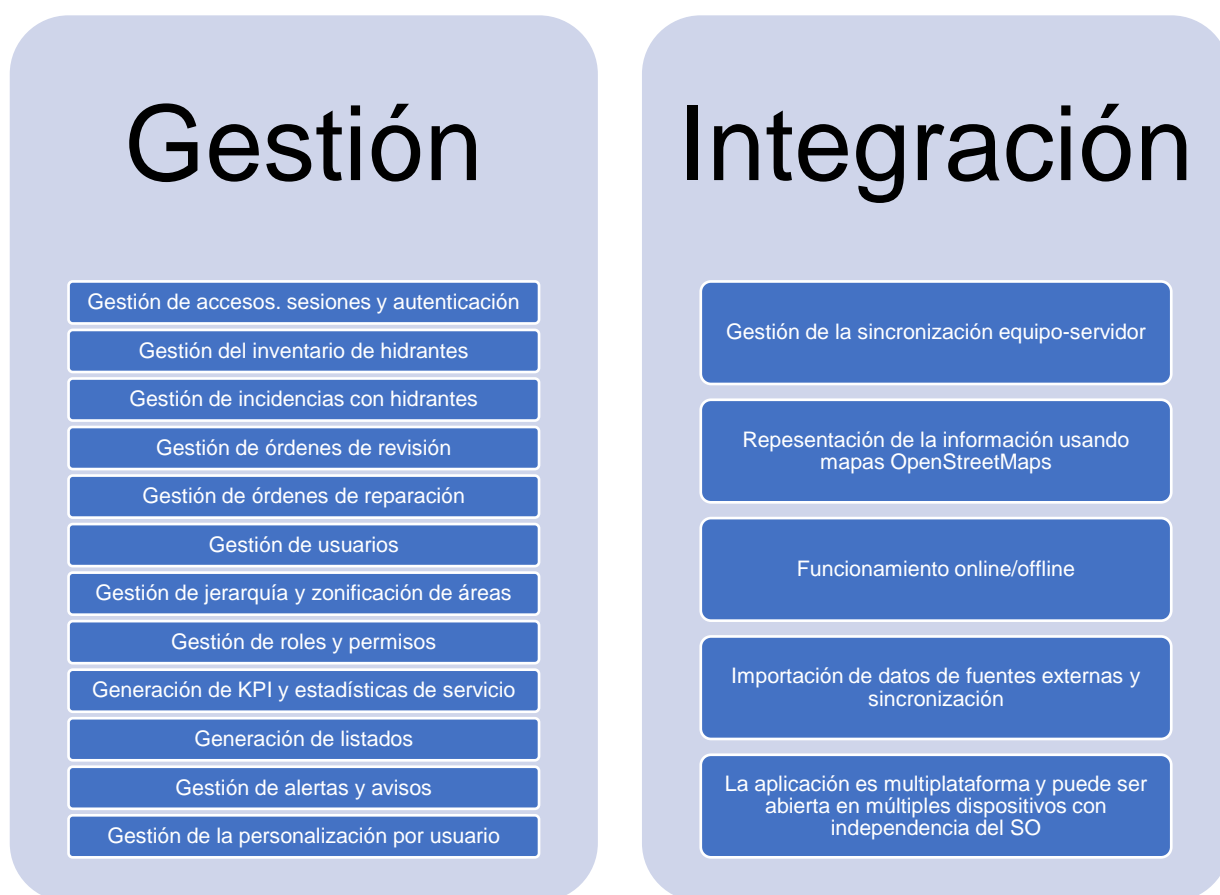 Gestión
Gestión de accesos. sesiones y autenticación
Gestión del inventario de hidrantes
Gestión de incidencias con hidrantes
Gestión de órdenes de revisión
Gestión de órdenes de reparación
Gestión de usuarios
Gestión de jerarquía y zonificación de áreas
Gestión de roles y permisos
Generación de KPI y estadísticas de servicio
Generación de listados
Gestión de alertas y avisos
Gestión de la personalización por usuario
Integración
Gestión de la sincronización equipo-servidor
Repesentación de la información usando
mapas OpenStreetMaps
Funcionamiento online/offline
Importación de datos de fuentes externas y
sincronización
La aplicación es multiplataforma y puede ser
abierta en múltiples dispositivos con
independencia del SO